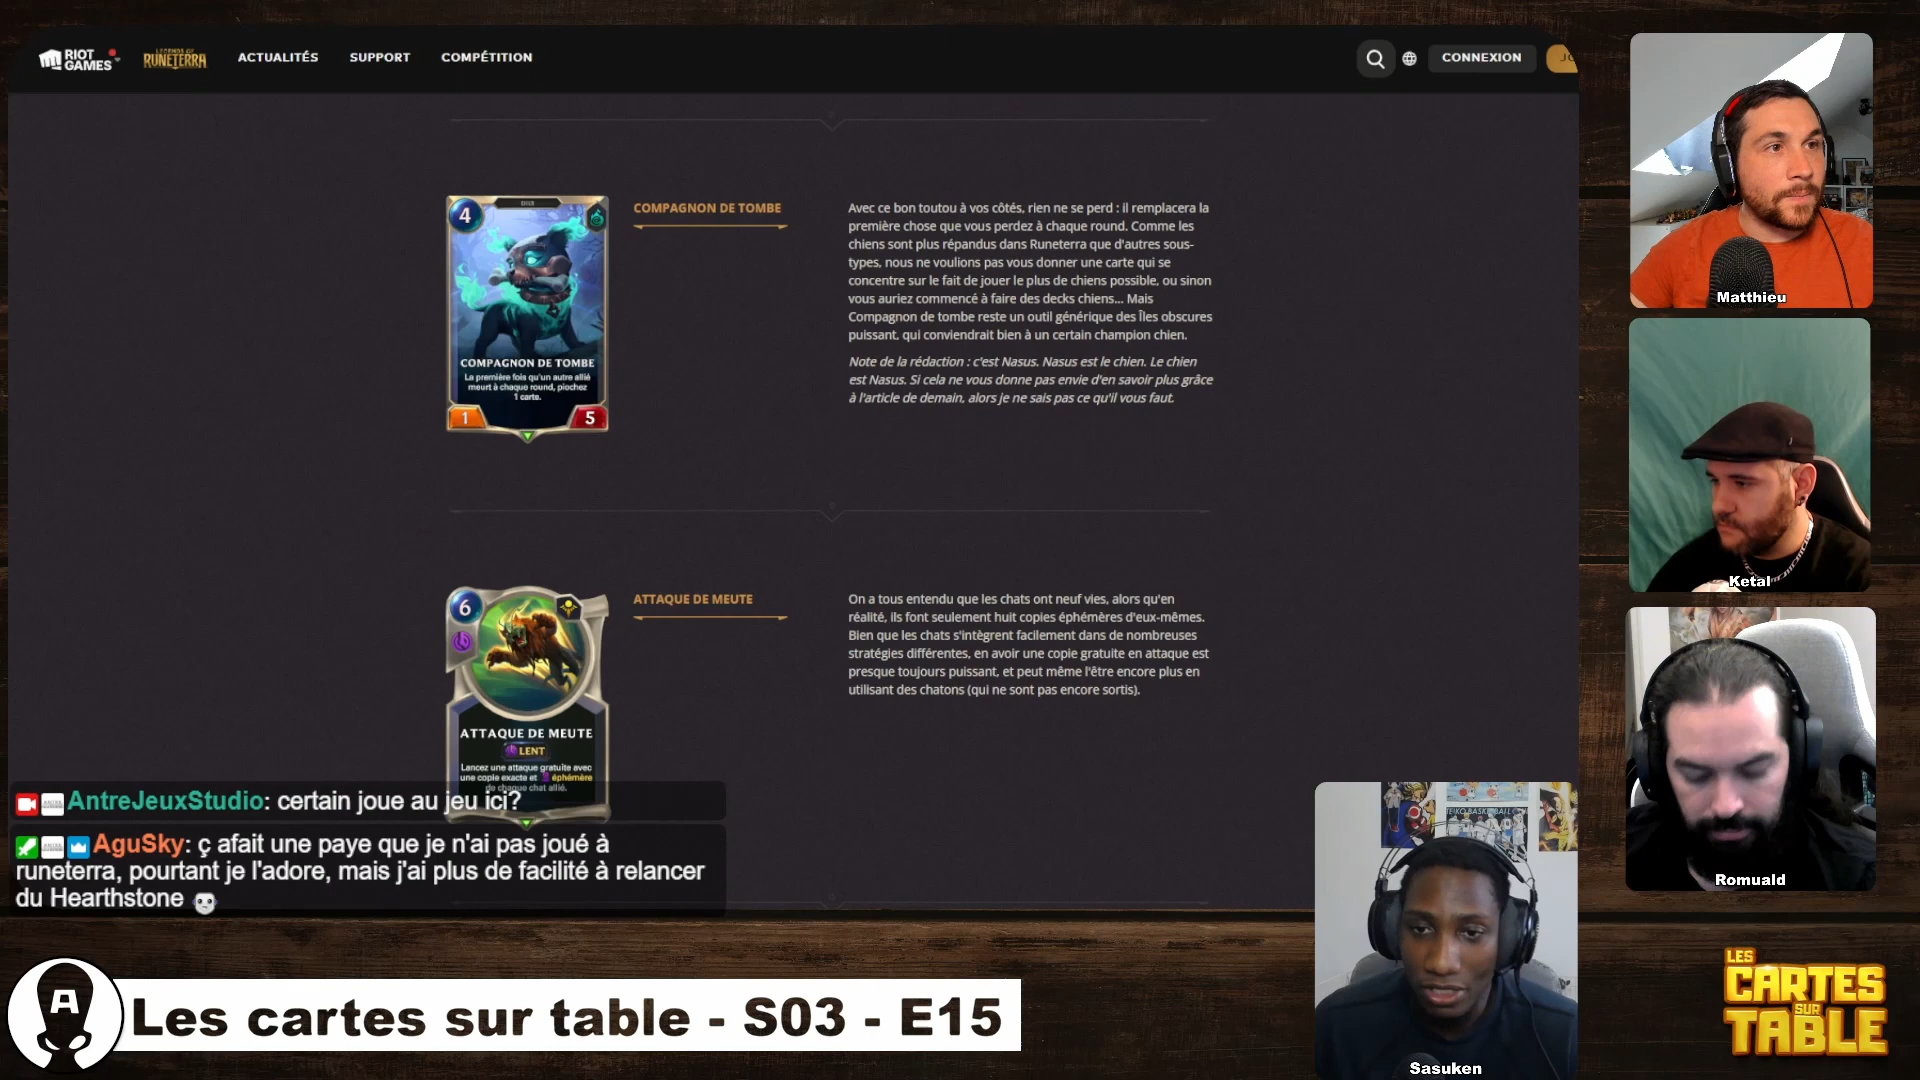 RIOT GAMES
LEGENDS OF RUNETERRA
ACTUALITÉS
SUPPORT
COMPÉTITION
CONNEXION
4
COMPAGNON DE TOMBE
La première fois qu'un autre allié
meurt à chaque round, piochez
1 carte.
1
5
COMPAGNON DE TOMBE
Avec ce bon toutou à vos côtés, rien ne se perd : il remplacera la
première chose que vous perdez à chaque round. Comme les
chiens sont plus répandus dans Runeterra que d'autres sous-
types, nous ne voulions pas vous donner une carte qui se
concentre sur le fait de jouer le plus de chiens possible, ou sinon
vous auriez commencé à faire des decks chiens... Mais
Compagnon de tombe reste un outil générique des Îles obscures
puissant, qui conviendrait bien à un certain champion chien.
Note de la rédaction : c'est Nasus. Nasus est le chien. Le chien
est Nasus. Si cela ne vous donne pas envie d'en savoir plus grâce
à l'article de demain, alors je ne sais pas ce qu'il vous faut.
6
ATTAQUE DE MEUTE
LENT
Lancez une attaque gratuite avec
une copie exacte et éphémère
de chaque chat allié.
ATTAQUE DE MEUTE
On a tous entendu que les chats ont neuf vies, alors qu'en
réalité, ils font seulement huit copies éphémères d'eux-mêmes.
Bien que les chats s'intègrent facilement dans de nombreuses
stratégies différentes, en avoir une copie gratuite en attaque est
presque toujours puissant, et peut même l'être encore plus en
utilisant des chatons (qui ne sont pas encore sortis).
AntreJeuxStudio: certain joue au jeu ici?
AguSky: ç afait une paye que je n'ai pas joué à
runeterra, pourtant je l'adore, mais j'ai plus de facilité à relancer
du Hearthstone
Matthieu
Ketal
Romuald
Sasuken
A
Les cartes sur table - S03 - E15
LES
CARTES
SUR
TABLE